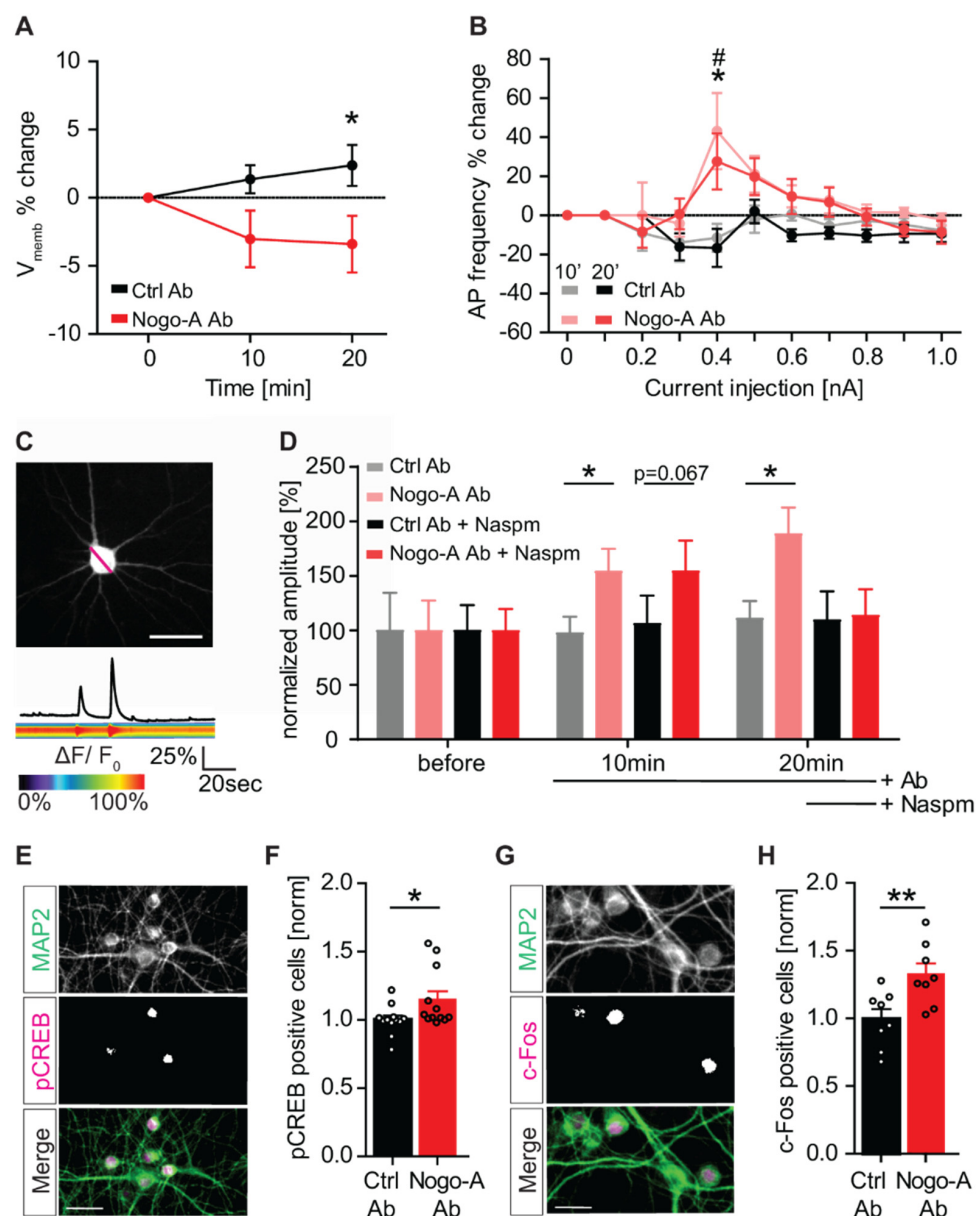 A
10
5
0
-5
-10
V memb % change
*
Ctrl Ab
Nogo-A Ab
0 10 20
Time [min]
B
80
60
40
20
0
-20
-40
-60
AP frequency % change
#
*
10' 20'
Ctrl Ab
Nogo-A Ab
0 0.2 0.4 0.6 0.8 1.0
Current injection [nA]
C
ΔF/ F0
25%
20sec
0% 100%
D
250
200
150
100
50
0
normalized amplitude [%]
Ctrl Ab
Nogo-A Ab
Ctrl Ab + Naspm
Nogo-A Ab + Naspm
* p=0.067 *
before 10min 20min
+ Ab
+ Naspm
E
MAP2
pCREB
Merge
F
2.0
1.5
1.0
0.5
0.0
pCREB positive cells [norm]
*
Ctrl Nogo-A
Ab Ab
G
MAP2
c-Fos
Merge
H
2.0
1.5
1.0
0.5
0.0
c-Fos positive cells [norm]
**
Ctrl Nogo-A
Ab Ab